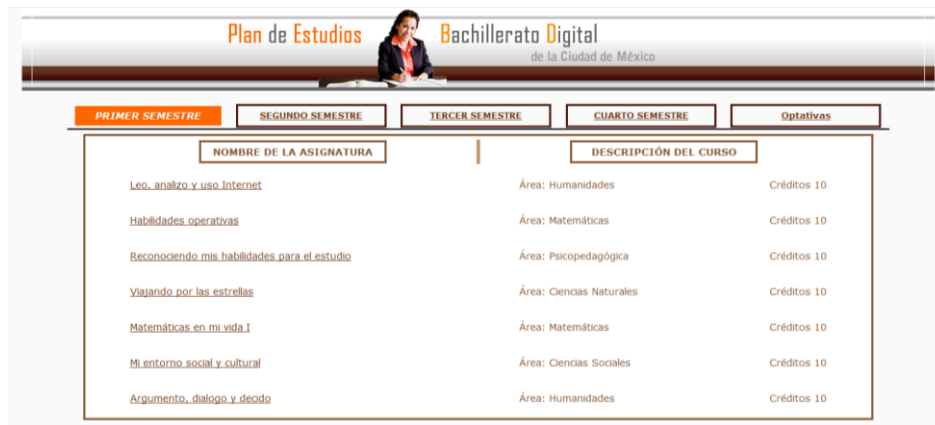 Plan de Estudios Bachillerato Digital
de la Ciudad de México
PRIMER SEMESTRE SEGUNDO SEMESTRE TERCER SEMESTRE CUARTO SEMESTRE Optativas
NOMBRE DE LA ASIGNATURA DESCRIPCIÓN DEL CURSO
Leo, analizo y uso Internet Área: Humanidades Créditos 10
Habilidades operativas Área: Matemáticas Créditos 10
Reconociendo mis habilidades para el estudio Área: Psicopedagógica Créditos 10
Viajando por las estrellas Área: Ciencias Naturales Créditos 10
Matemáticas en mi vida I Área: Matemáticas Créditos 10
Mi entorno social y cultural Área: Ciencias Sociales Créditos 10
Argumento, dialogo y decido Área: Humanidades Créditos 10